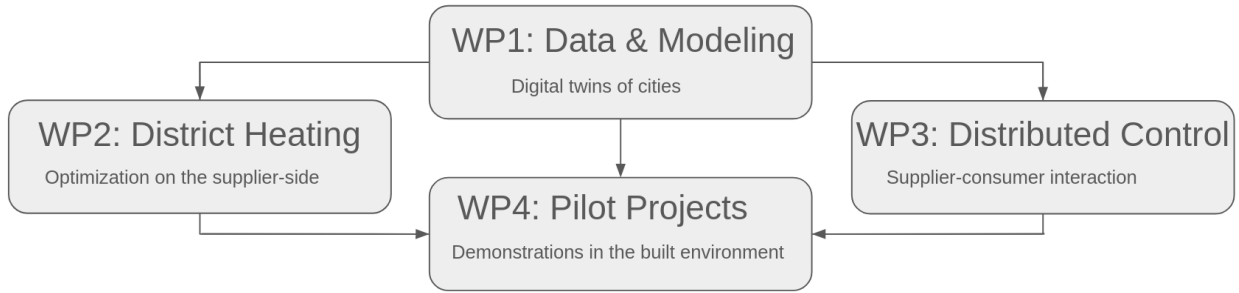 WP1: Data & Modeling
Digital twins of cities
WP2: District Heating
Optimization on the supplier-side
WP3: Distributed Control
Supplier-consumer interaction
WP4: Pilot Projects
Demonstrations in the built environment